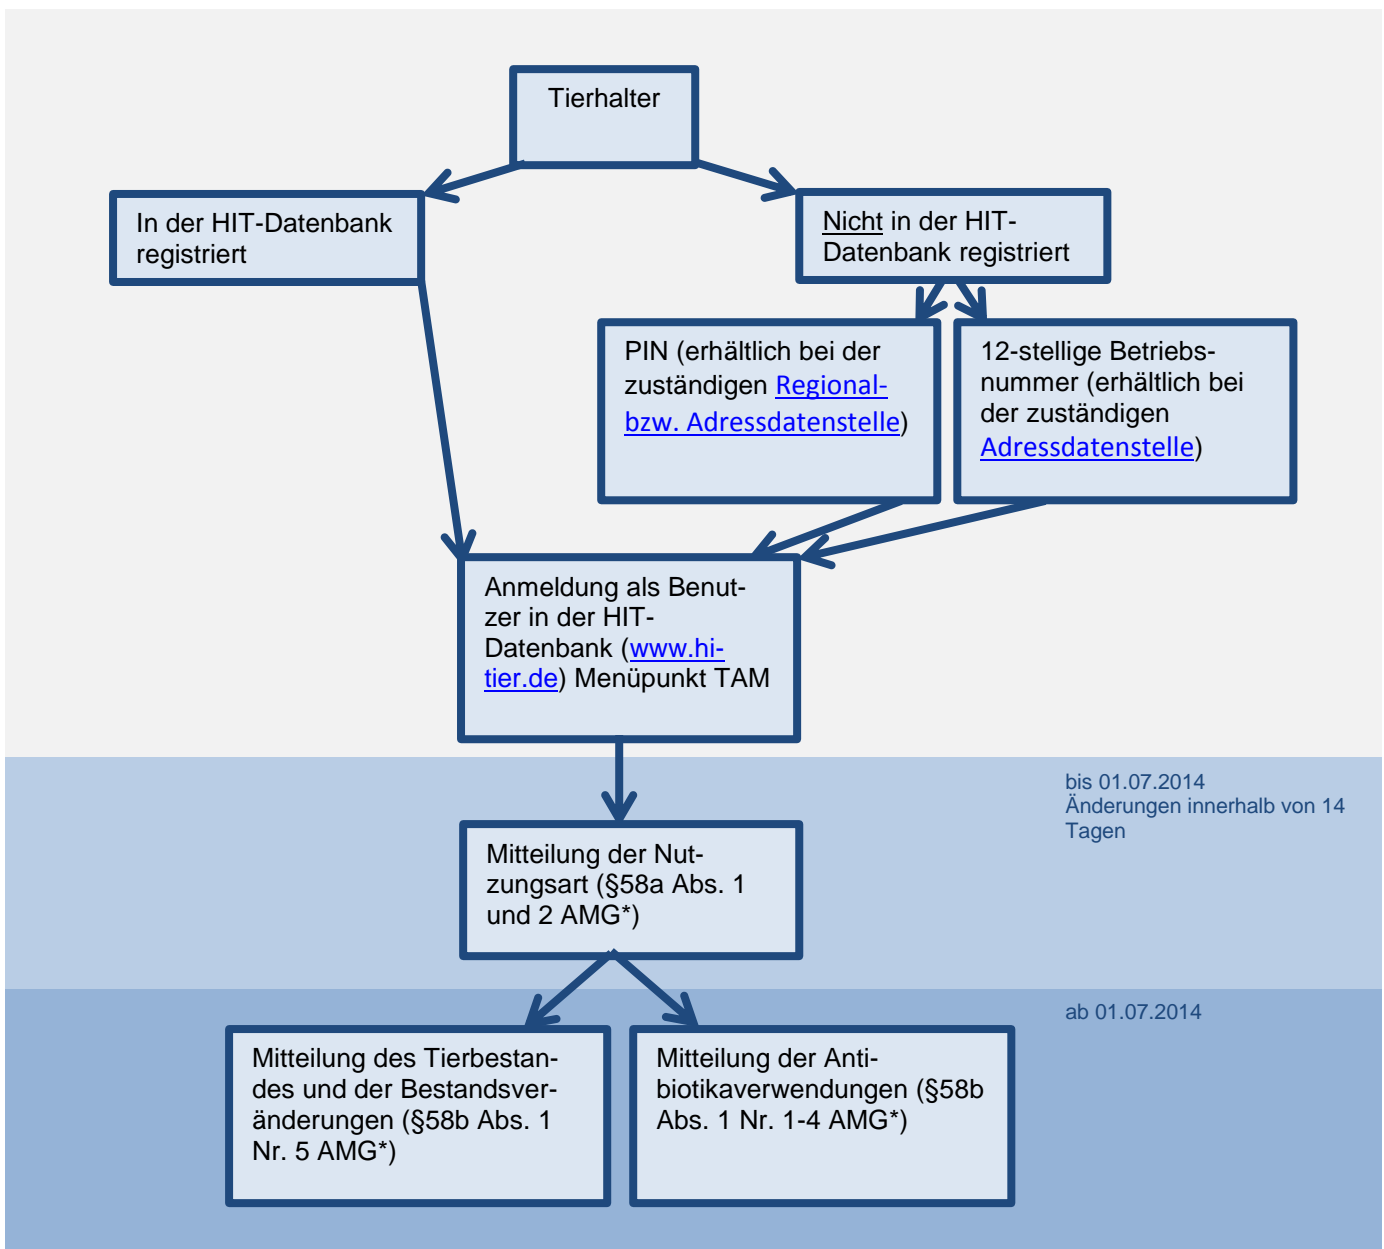 Tierhalter
In der HIT-Datenbank
registriert
Nicht in der HIT-
Datenbank registriert
PIN (erhältlich bei der
zuständigen Regional-
bzw. Adressdatenstelle)
12-stellige Betriebs-
nummer (erhältlich bei
der zuständigen
Adressdatenstelle)
Anmeldung als Benut-
zer in der HIT-
Datenbank (www.hi-
tier.de) Menüpunkt TAM
bis 01.07.2014
Änderungen innerhalb von 14
Tagen
Mitteilung der Nut-
zungsart (§58a Abs. 1
und 2 AMG*)
ab 01.07.2014
Mitteilung des Tierbestan-
des und der Bestandsver-
änderungen (§58b Abs. 1
Nr. 5 AMG*)
Mitteilung der Anti-
biotikaverwendungen (§58b
Abs. 1 Nr. 1-4 AMG*)